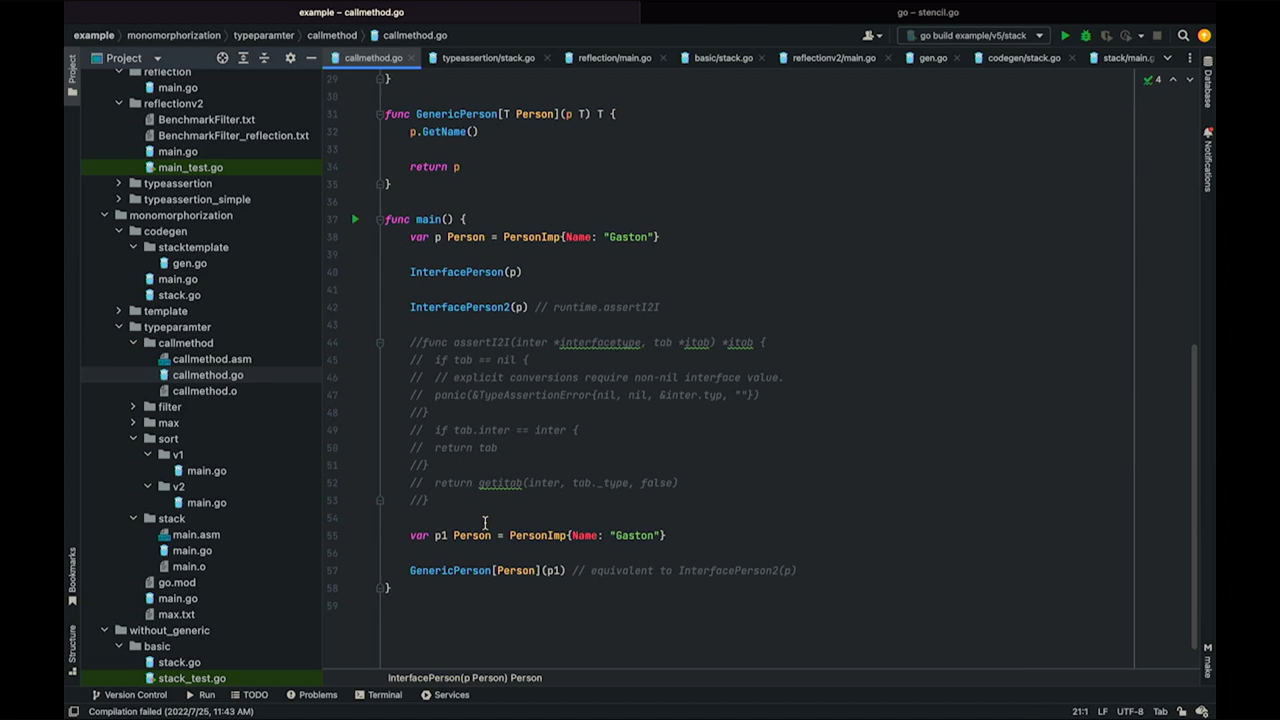 example – callmethod.go
go – stencil.go
example
monomorphization
typeparamter
callmethod
callmethod.go
go build example/v5/stack
Project
Project
callmethod.go
typeassertion/stack.go
reflection/main.go
basic/stack.go
reflectionv2/main.go
gen.go
codegen/stack.go
stack/main.go
reflection
main.go
reflectionv2
BenchmarkFilter.txt
BenchmarkFilter_reflection.txt
main.go
main_test.go
typeassertion
typeassertion_simple
monomorphization
codegen
stacktemplate
gen.go
main.go
stack.go
template
typeparamter
callmethod
callmethod.asm
callmethod.go
callmethod.o
filter
max
sort
v1
main.go
v2
main.go
stack
main.asm
main.go
main.o
go.mod
main.go
max.txt
without_generic
basic
stack.go
stack_test.go
4
29 }
30
31 func GenericPerson[T Person](p T) T {
32 p.GetName()
33
34 return p
35 }
36
37 func main() {
38 var p Person = PersonImp{Name: "Gaston"}
39
40 InterfacePerson(p)
41
42 InterfacePerson2(p) // runtime.assertI2I
43
44 //func assertI2I(inter *interfacetype, tab *itab) *itab {
45 // if tab == nil {
46 // // explicit conversions require non-nil interface value.
47 // panic(&TypeAssertionError{nil, nil, &inter.typ, ""})
48 //}
49 // if tab.inter == inter {
50 // return tab
51 //}
52 // return getitab(inter, tab._type, false)
53 //}
54
55 var p1 Person = PersonImp{Name: "Gaston"}
56
57 GenericPerson[Person](p1) // equivalent to InterfacePerson2(p)
58 }
59
InterfacePerson(p Person) Person
Database
Notifications
make
Bookmarks
Structure
Version Control
Run
TODO
Problems
Terminal
Services
Compilation failed (2022/7/25, 11:43 AM)
21:1
LF
UTF-8
Tab